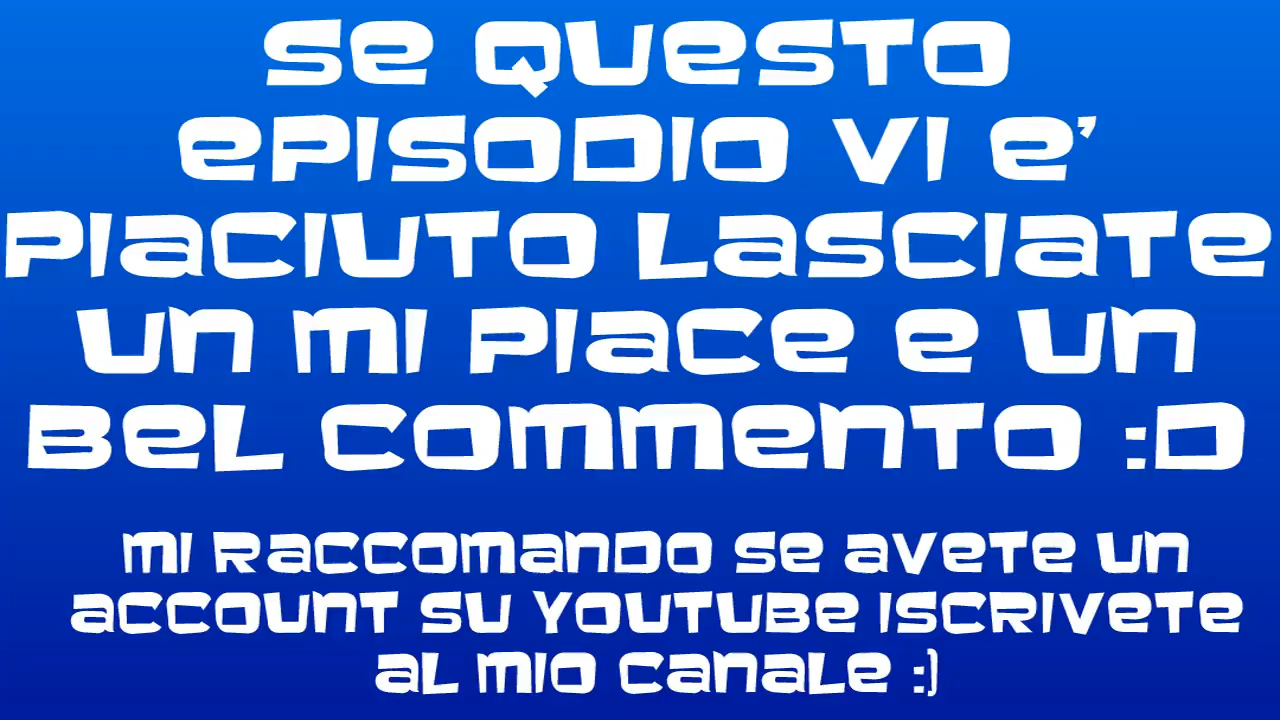 SE QUESTO
EPISODIO VI E'
PIACIUTO LASCIATE
UN MI PIACE E UN
BEL COMMENTO :D
MI RACCOMANDO SE AVETE UN
ACCOUNT SU YOUTUBE ISCRIVETE
AL MIO CANALE :)